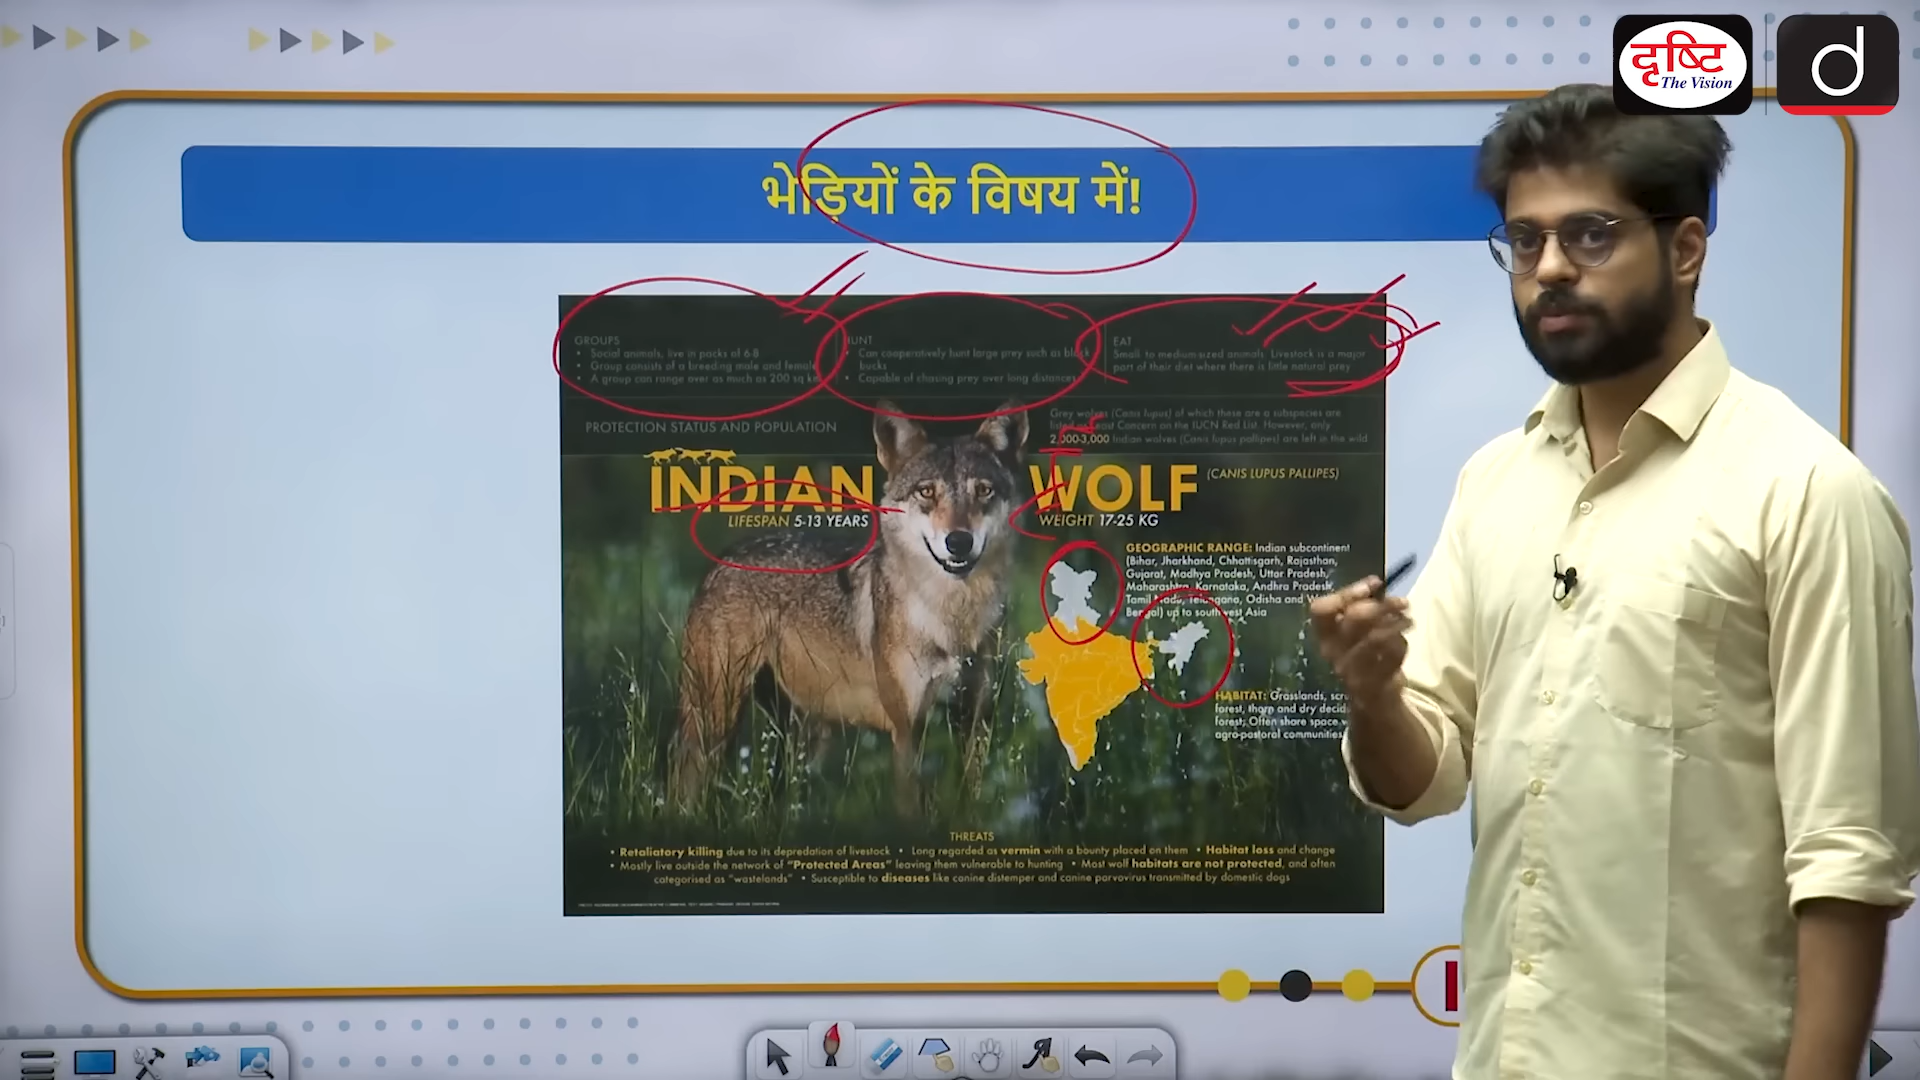 दृष्टि
The Vision
d
भेड़ियों के विषय में!
GROUPS
• Social animals, live in packs of 6-8
• Group consists of a breeding male and female
• A group can range over as much as 200 sq km
HUNT
• Can cooperatively hunt large prey such as black
bucks
• Capable of chasing prey over long distances
EAT
Small to medium sized animals. Livestock is a major
part of their diet where there is little natural prey
PROTECTION STATUS AND POPULATION
Grey wolves (Canis lupus) of which these are a subspecies are
listed as Least Concern on the IUCN Red List. However, only
2,000-3,000 Indian wolves (Canis lupus pallipes) are left in the wild
INDIAN WOLF (CANIS LUPUS PALLIPES)
LIFESPAN 5-13 YEARS
WEIGHT 17-25 KG
GEOGRAPHIC RANGE: Indian subcontinent
(Bihar, Jharkhand, Chhattisgarh, Rajasthan,
Gujarat, Madhya Pradesh, Uttar Pradesh,
Maharashtra, Karnataka, Andhra Pradesh,
Tamil Nadu, Telangana, Odisha and
Bengal) up to southwest Asia
HABITAT: Grasslands,
forest, thorn and dry
forest; Often share space
agro-pastoral communities
THREATS
• Retaliatory killing due to its depredation of livestock • Long regarded as vermin with a bounty placed on them • Habitat loss and change
• Mostly live outside the network of "Protected Areas" leaving them vulnerable to hunting • Most wolf habitats are not protected, and often
categorised as "wastelands" • Susceptible to diseases like canine distemper and canine parvovirus transmitted by domestic dogs